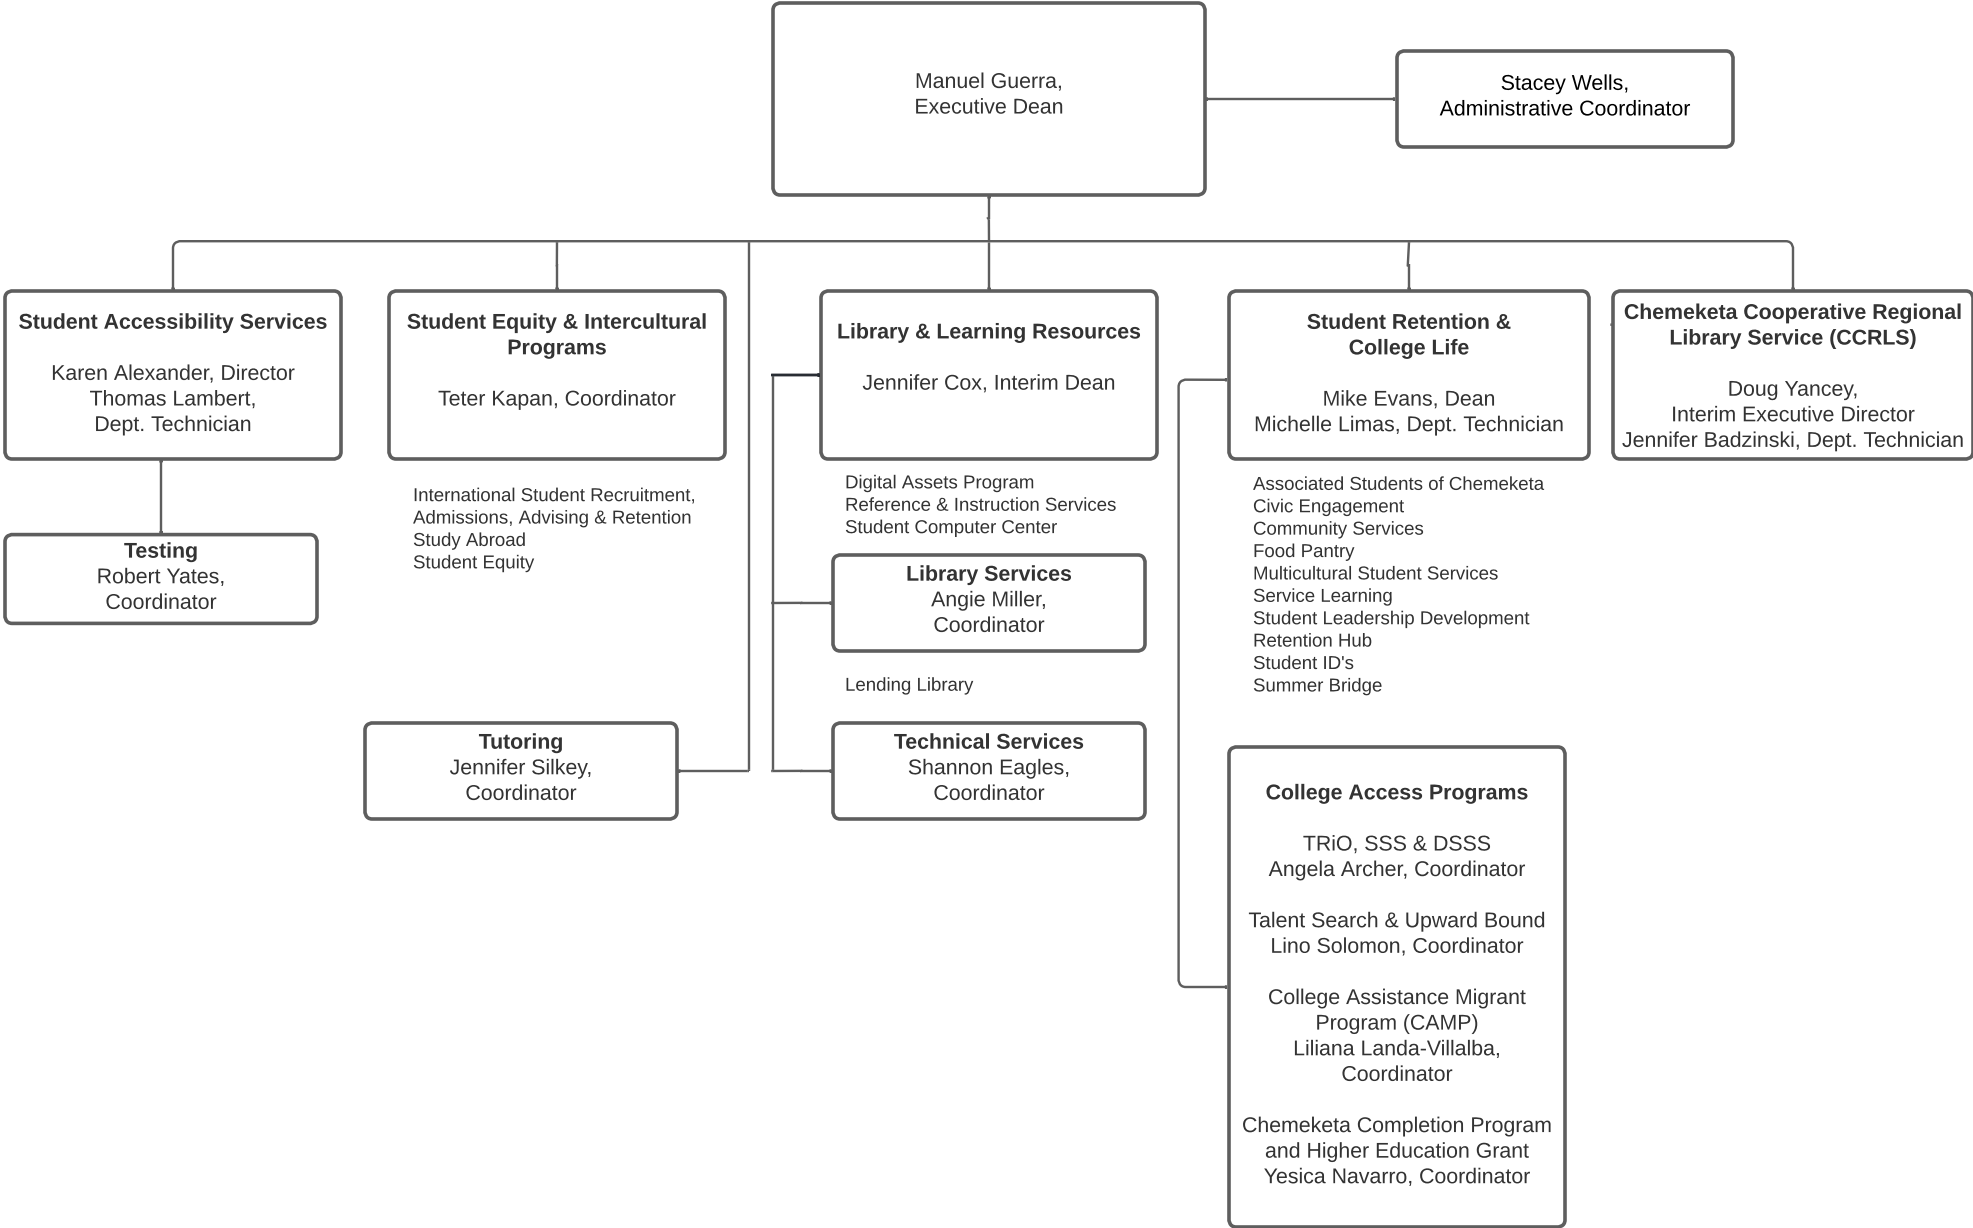 Manuel Guerra,
Executive Dean
Stacey Wells,
Administrative Coordinator
Student Accessibility Services
Karen Alexander, Director
Thomas Lambert,
Dept. Technician
Student Equity & Intercultural
Programs
Teter Kapan, Coordinator
Library & Learning Resources
Jennifer Cox, Interim Dean
Student Retention &
College Life
Mike Evans, Dean
Michelle Limas, Dept. Technician
Chemeketa Cooperative Regional
Library Service (CCRLS)
Doug Yancey,
Interim Executive Director
Jennifer Badzinski, Dept. Technician
Testing
Robert Yates,
Coordinator
International Student Recruitment,
Admissions, Advising & Retention
Study Abroad
Student Equity
Tutoring
Jennifer Silkey,
Coordinator
Digital Assets Program
Reference & Instruction Services
Student Computer Center
Library Services
Angie Miller,
Coordinator
Lending Library
Technical Services
Shannon Eagles,
Coordinator
Associated Students of Chemeketa
Civic Engagement
Community Services
Food Pantry
Multicultural Student Services
Service Learning
Student Leadership Development
Retention Hub
Student ID's
Summer Bridge
College Access Programs
TRiO, SSS & DSSS
Angela Archer, Coordinator
Talent Search & Upward Bound
Lino Solomon, Coordinator
College Assistance Migrant
Program (CAMP)
Liliana Landa-Villalba,
Coordinator
Chemeketa Completion Program
and Higher Education Grant
Yesica Navarro, Coordinator